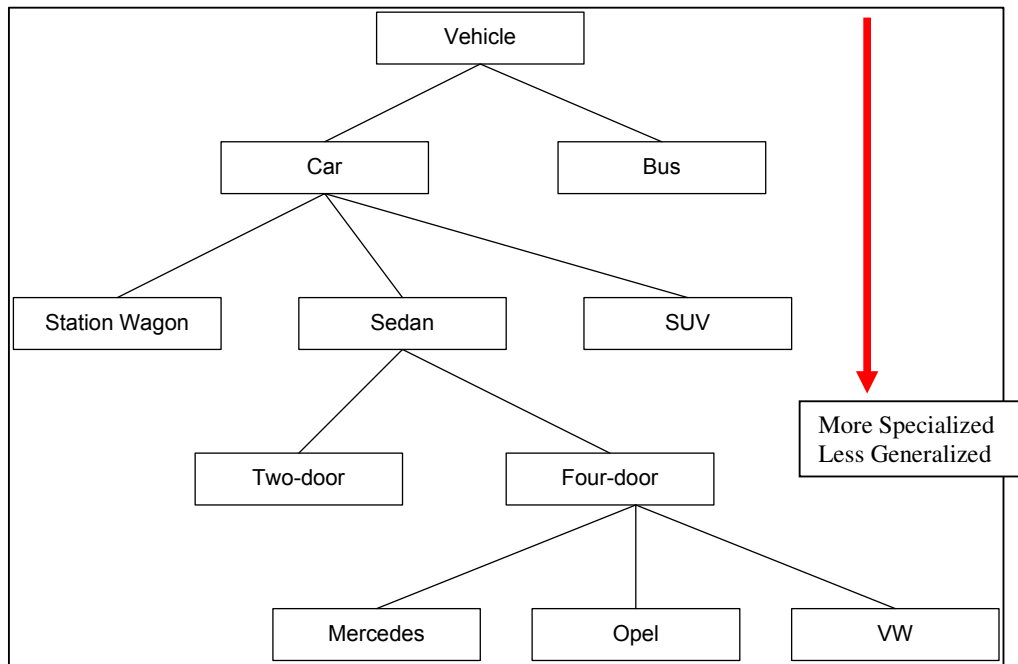 Vehicle
Car
Bus
Station Wagon
Sedan
SUV
More Specialized
Less Generalized
Two-door
Four-door
Mercedes
Opel
VW